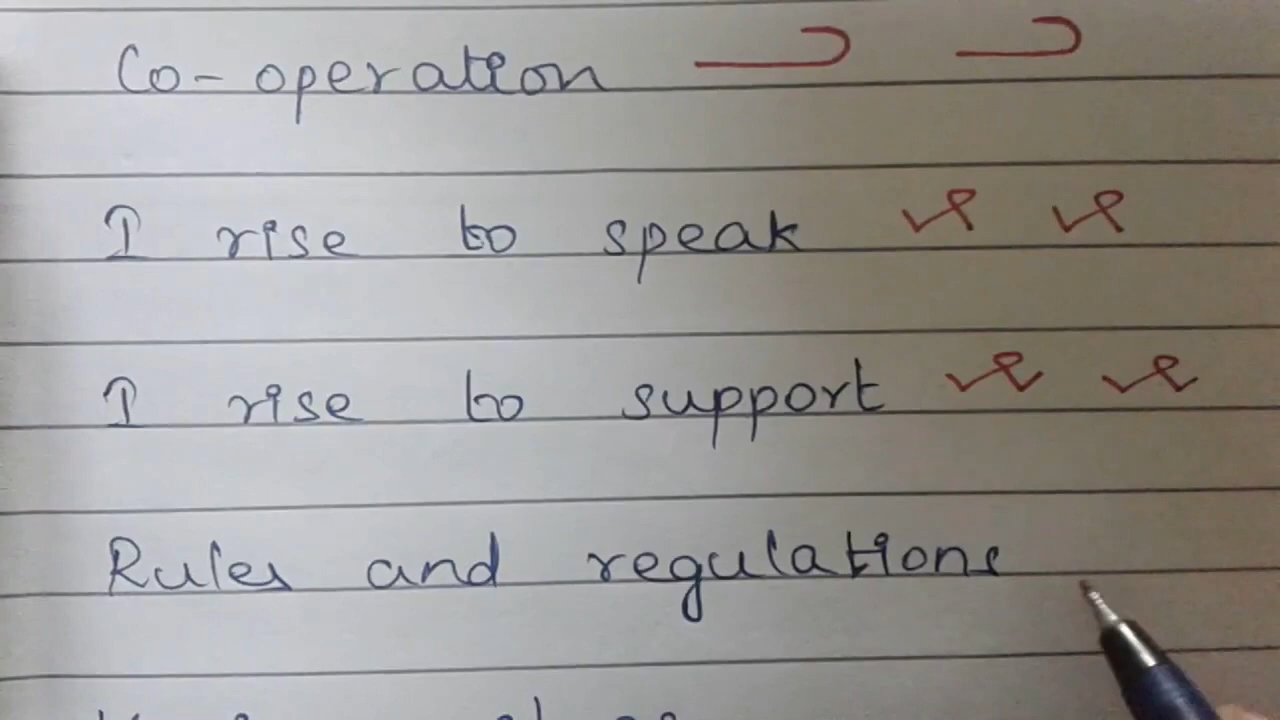 Co-operation
I rise to speak
I rise to support
Rules and regulations